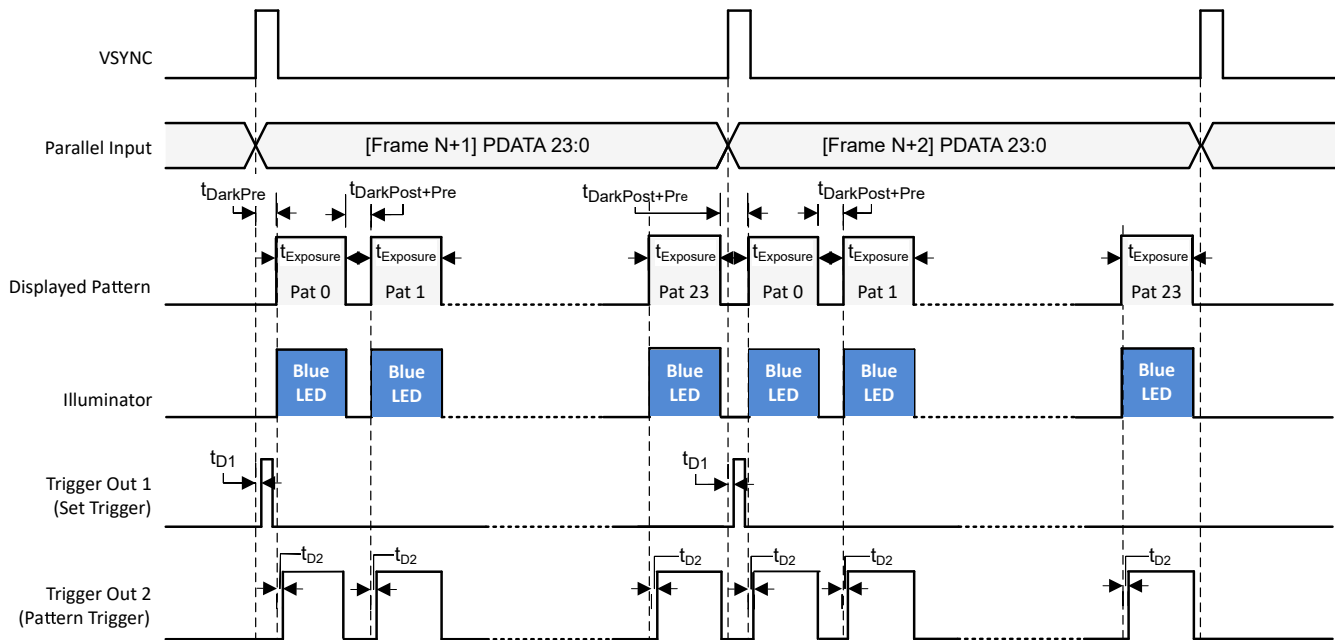 VSYNC
Parallel Input
[Frame N+1] PDATA 23:0
[Frame N+2] PDATA 23:0
tDarkPre
tDarkPost+Pre
tDarkPost+Pre
tDarkPost+Pre
Displayed Pattern
tExposure
Pat 0
tExposure
Pat 1
tExposure
Pat 23
tExposure
Pat 0
tExposure
Pat 1
tExposure
Pat 23
Illuminator
Blue
LED
Blue
LED
Blue
LED
Blue
LED
Blue
LED
Blue
LED
Trigger Out 1
(Set Trigger)
tD1
tD1
Trigger Out 2
(Pattern Trigger)
tD2
tD2
tD2
tD2
tD2
tD2